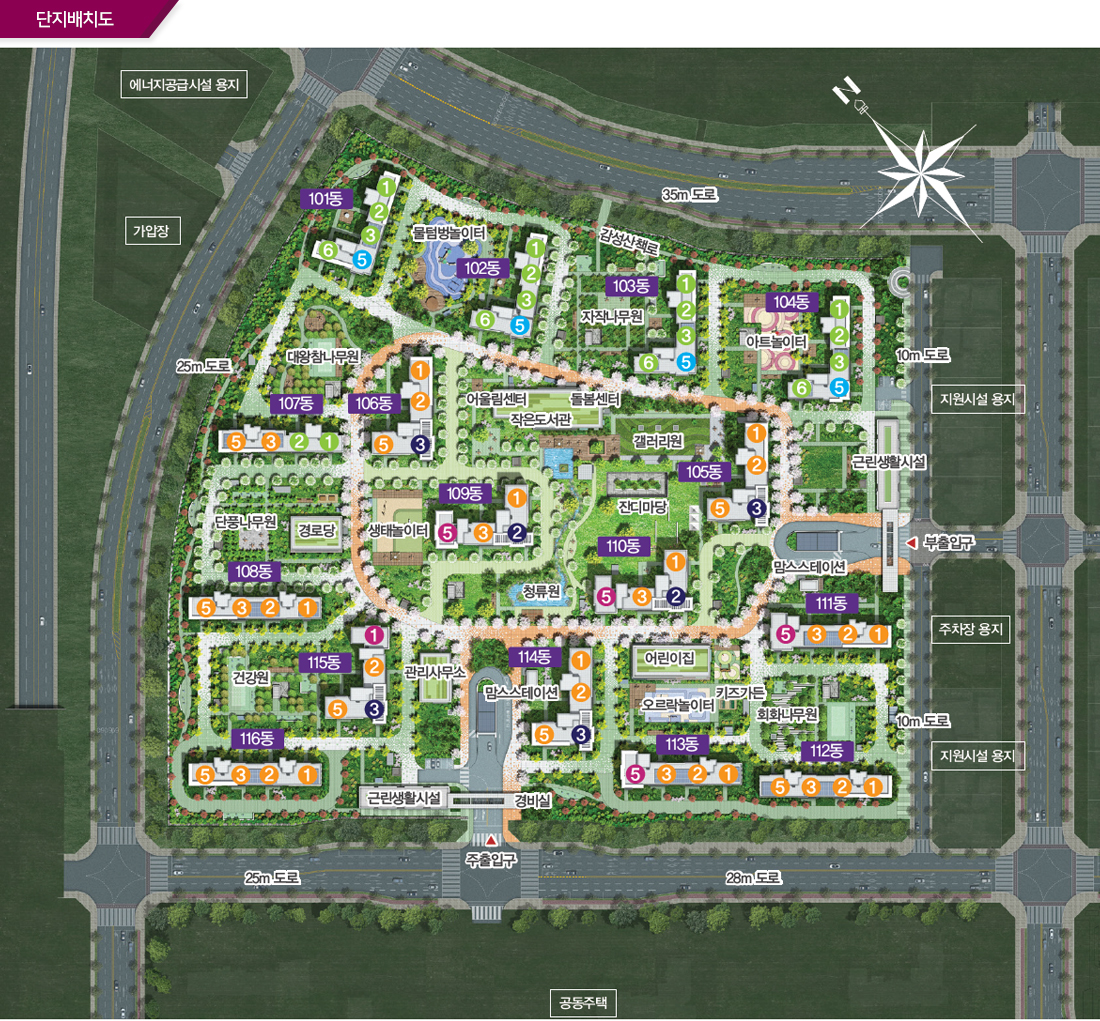 단지배치도
에너지공급시설 용지
N
35m 도로
101동
1
2
3
6
5
가압장
물텀벙놀이터
102동
1
2
3
6
5
감성산책로
103동
자작나무원
1
2
3
6
5
104동
아트놀이터
1
2
3
6
5
10m 도로
지원시설 용지
25m 도로
대왕참나무원
107동
5
3
2
1
106동
1
2
5
3
어울림센터
돌봄센터
작은도서관
갤러리원
105동
1
2
5
3
근린생활시설
단풍나무원
경로당
생태놀이터
109동
1
5
3
2
잔디마당
110동
1
5
3
2
청류원
맘스스테이션
부출입구
108동
5
3
2
1
111동
5
3
2
1
주차장 용지
115동
1
2
5
3
건강원
관리사무소
114동
맘스스테이션
1
2
5
3
어린이집
키즈가든
오르락놀이터
회화나무원
10m 도로
116동
5
3
2
1
113동
5
3
2
1
112동
5
3
2
1
지원시설 용지
근린생활시설
경비실
주출입구
25m 도로
28m 도로
공동주택